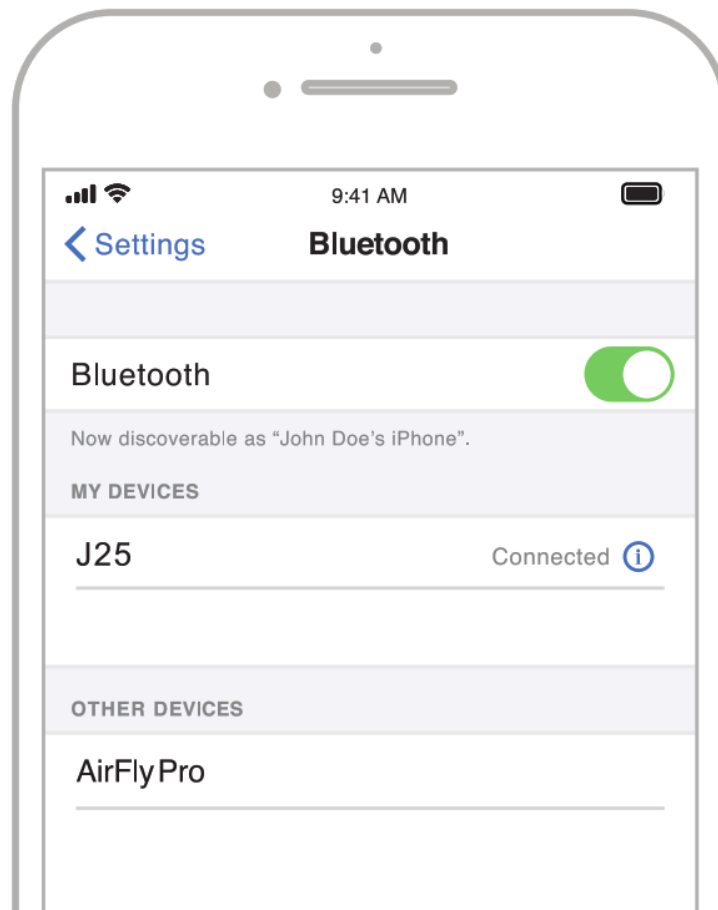 9:41 AM
Settings
Bluetooth
Bluetooth
Now discoverable as “John Doe's iPhone”.
MY DEVICES
J25
Connected
OTHER DEVICES
AirFly Pro